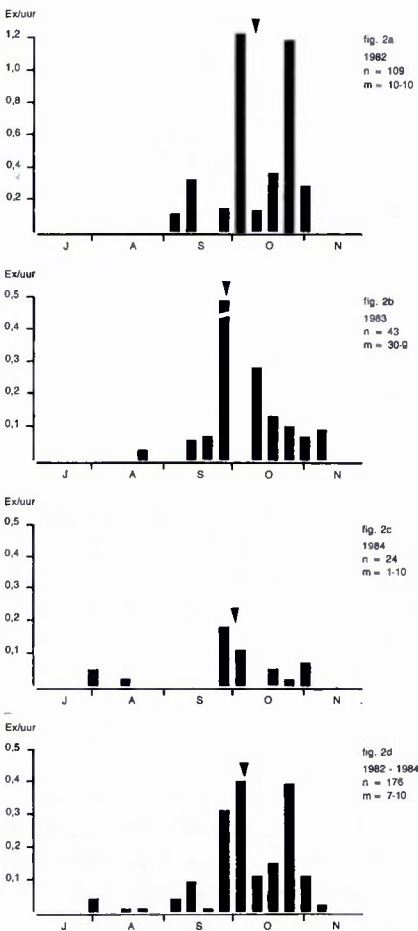 Ex/uur
1,2
1,0
0,8
0,6
0,4
0,2
J A S O N
fig. 2a
1982
n = 109
m = 10-10
Ex/uur
0,5
0,4
0,3
0,2
0,1
J A S O N
fig. 2b
1983
n = 43
m = 30-9
Ex/uur
0,5
0,4
0,3
0,2
0,1
J A S O N
fig. 2c
1984
n = 24
m = 1-10
Ex/uur
0,5
0,4
0,3
0,2
0,1
J A S O N
fig. 2d
1982 - 1984
n = 176
m = 7-10